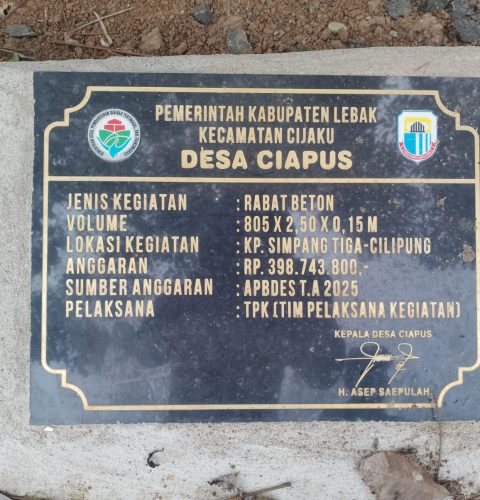 PEMERINTAH KABUPATEN LEBAK
KECAMATAN CIJAKU
DESA CIAPUS
JENIS KEGIATAN : RABAT BETON
VOLUME : 805 X 2,50 X 0,15 M
LOKASI KEGIATAN : KP. SIMPANG TIGA-CILIPUNG
ANGGARAN : RP. 398.743.800,-
SUMBER ANGGARAN : APBDES T.A 2025
PELAKSANA : TPK (TIM PELAKSANA KEGIATAN)
KEPALA DESA CIAPUS
H. ASEP SAEPULAH